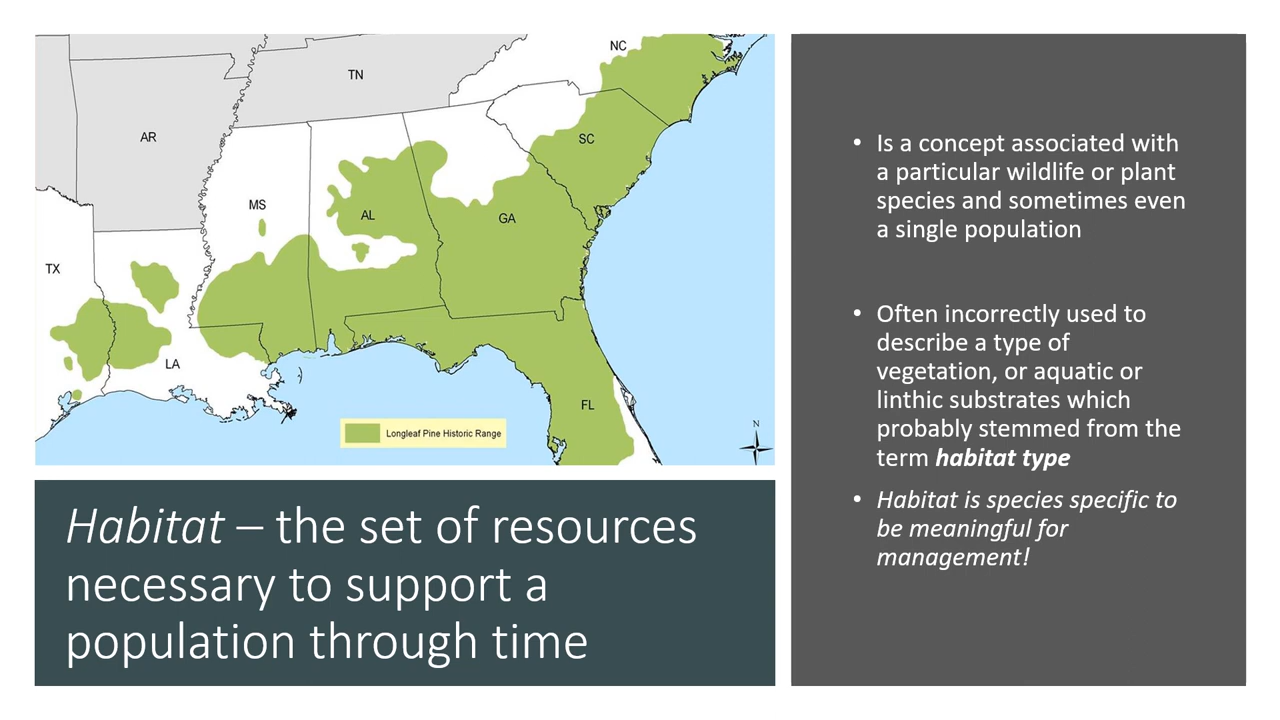 NC
TN
AR
SC
MS
AL
GA
TX
LA
FL
N
Longleaf Pine Historic Range
Habitat – the set of resources
necessary to support a
population through time
• Is a concept associated with
a particular wildlife or plant
species and sometimes even
a single population
• Often incorrectly used to
describe a type of
vegetation, or aquatic or
linthic substrates which
probably stemmed from the
term habitat type
• Habitat is species specific to
be meaningful for
management!